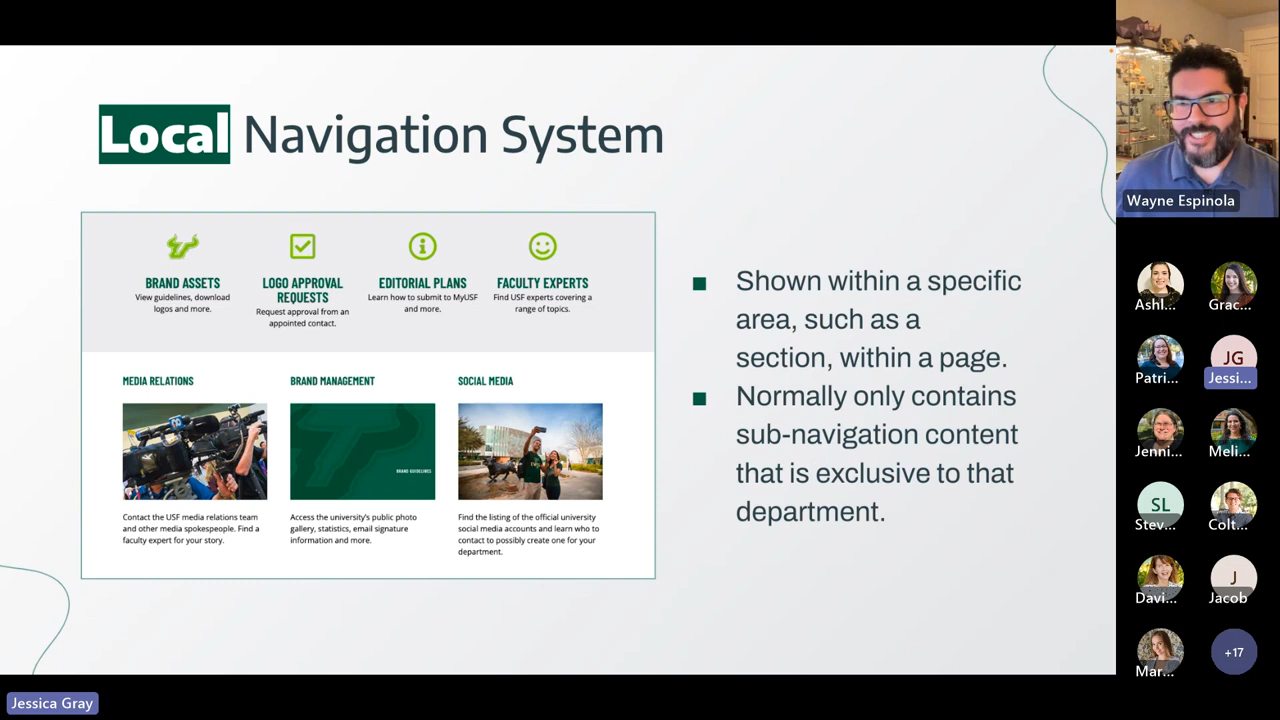 Local Navigation System
BRAND ASSETS
View guidelines, download
logos and more.
LOGO APPROVAL
REQUESTS
Request approval from an
appointed contact.
EDITORIAL PLANS
Learn how to submit to MyUSF
and more.
FACULTY EXPERTS
Find USF experts covering a
range of topics.
MEDIA RELATIONS
Contact the USF media relations team
and other media spokespeople. Find a
faculty expert for your story.
BRAND MANAGEMENT
BRAND GUIDELINES
Access the university's public photo
gallery, statistics, email signature
information and more.
SOCIAL MEDIA
Find the listing of the official university
social media accounts and learn who to
contact to possibly create one for your
department.
■ Shown within a specific
area, such as a
section, within a page.
■ Normally only contains
sub-navigation content
that is exclusive to that
department.
Wayne Espinola
Ashl...
Grac...
Patri...
JG
Jessi...
Jenni...
Meli...
SL
Stev...
Colt...
Davi...
J
Jacob
Mar...
+17
Jessica Gray